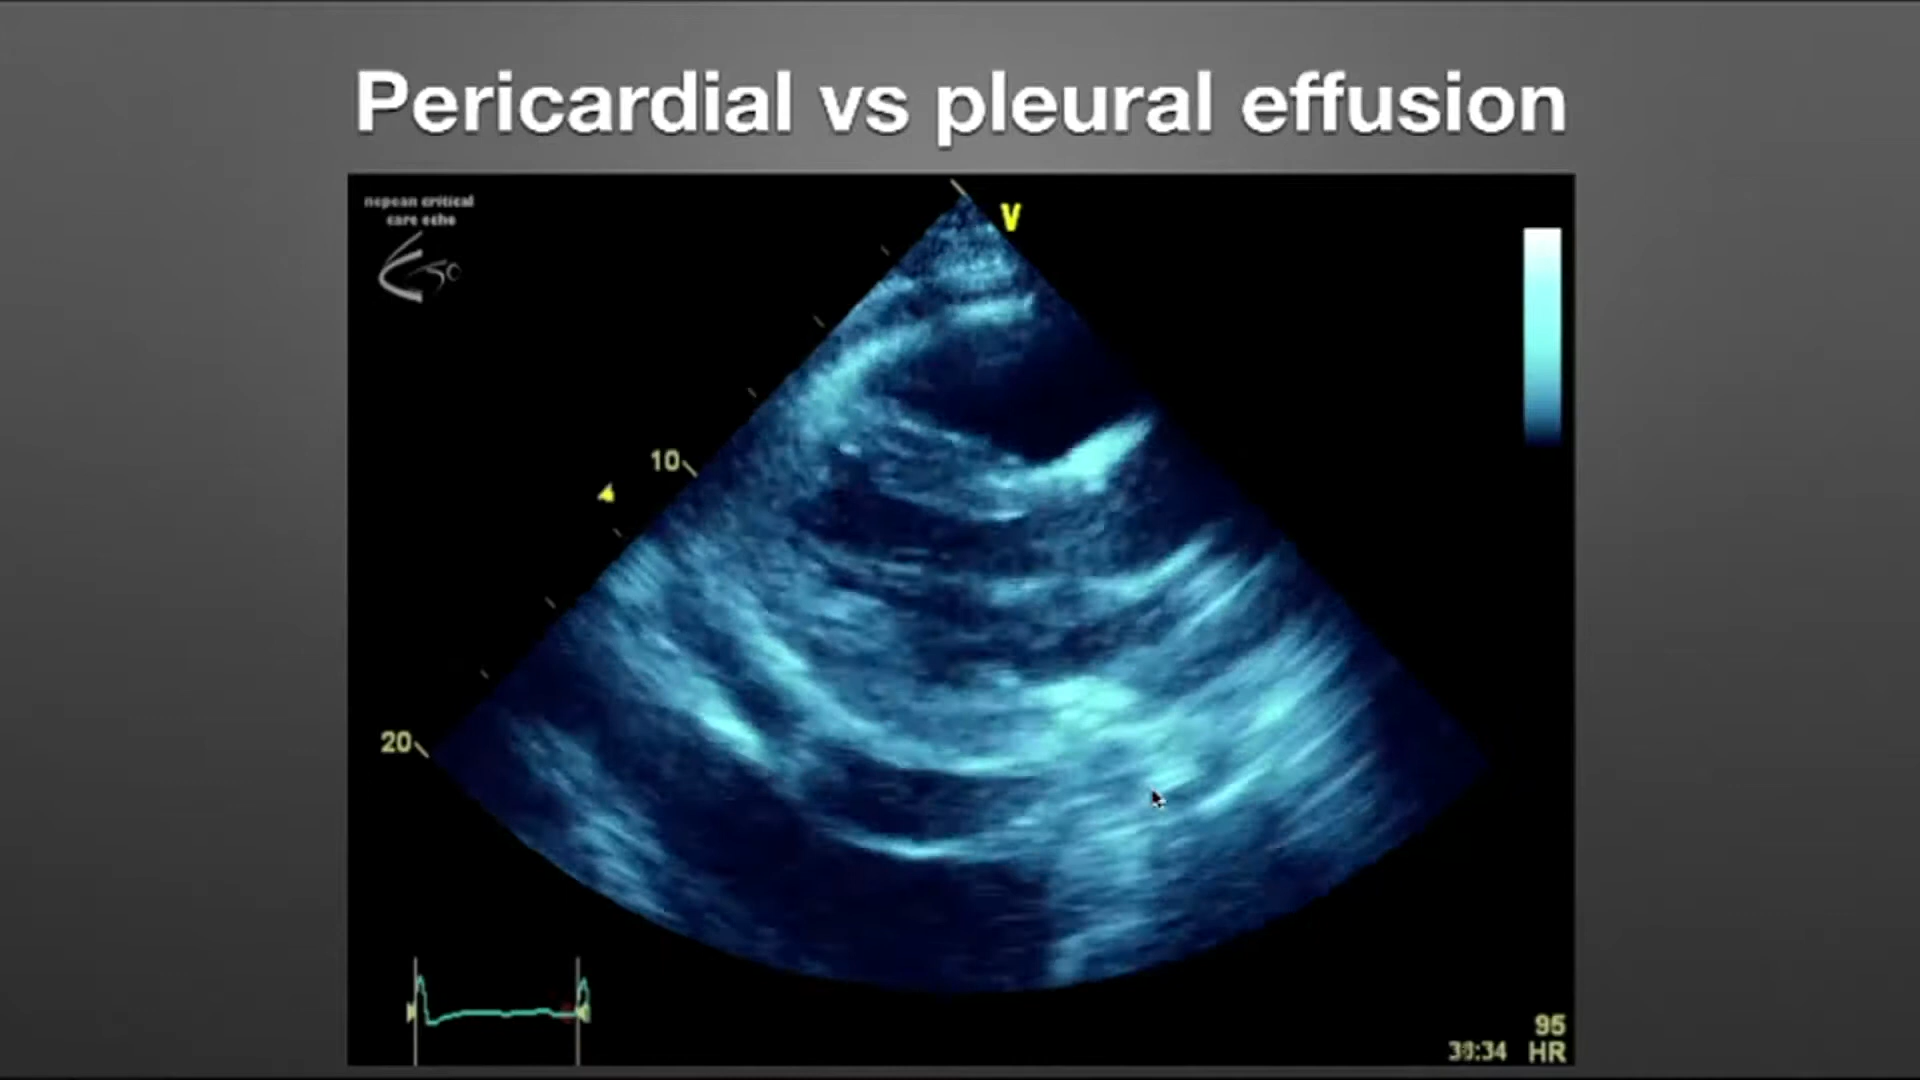 Pericardial vs pleural effusion
nepean critical
care echo
V
10
20
95
HR